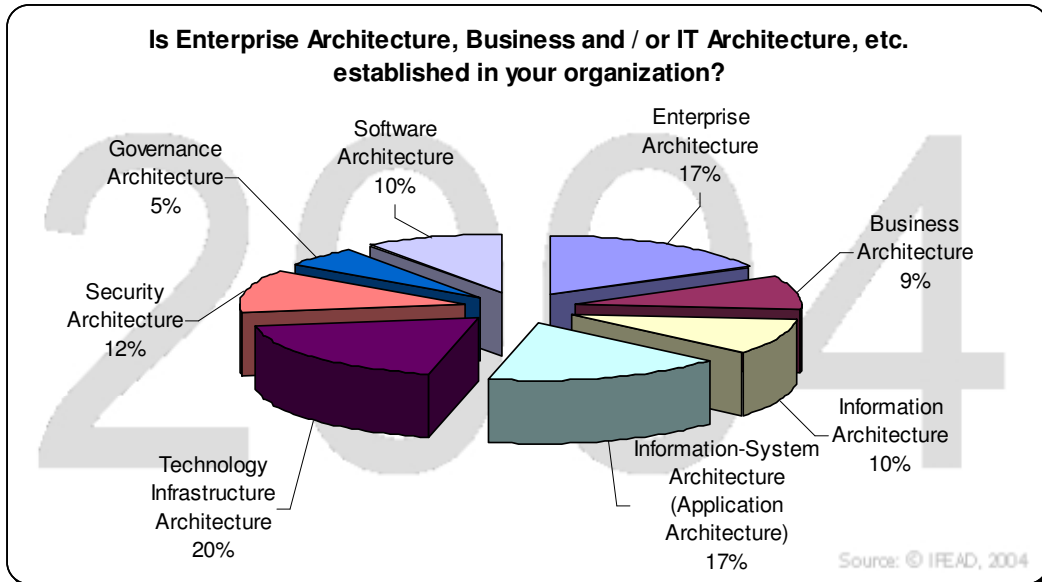 Is Enterprise Architecture, Business and / or IT Architecture, etc.
established in your organization?
2004
Enterprise
Architecture
17%
Business
Architecture
9%
Information
Architecture
10%
Information-System
Architecture
(Application
Architecture)
17%
Technology
Infrastructure
Architecture
20%
Security
Architecture
12%
Governance
Architecture
5%
Software
Architecture
10%
Source: © IFEAD, 2004